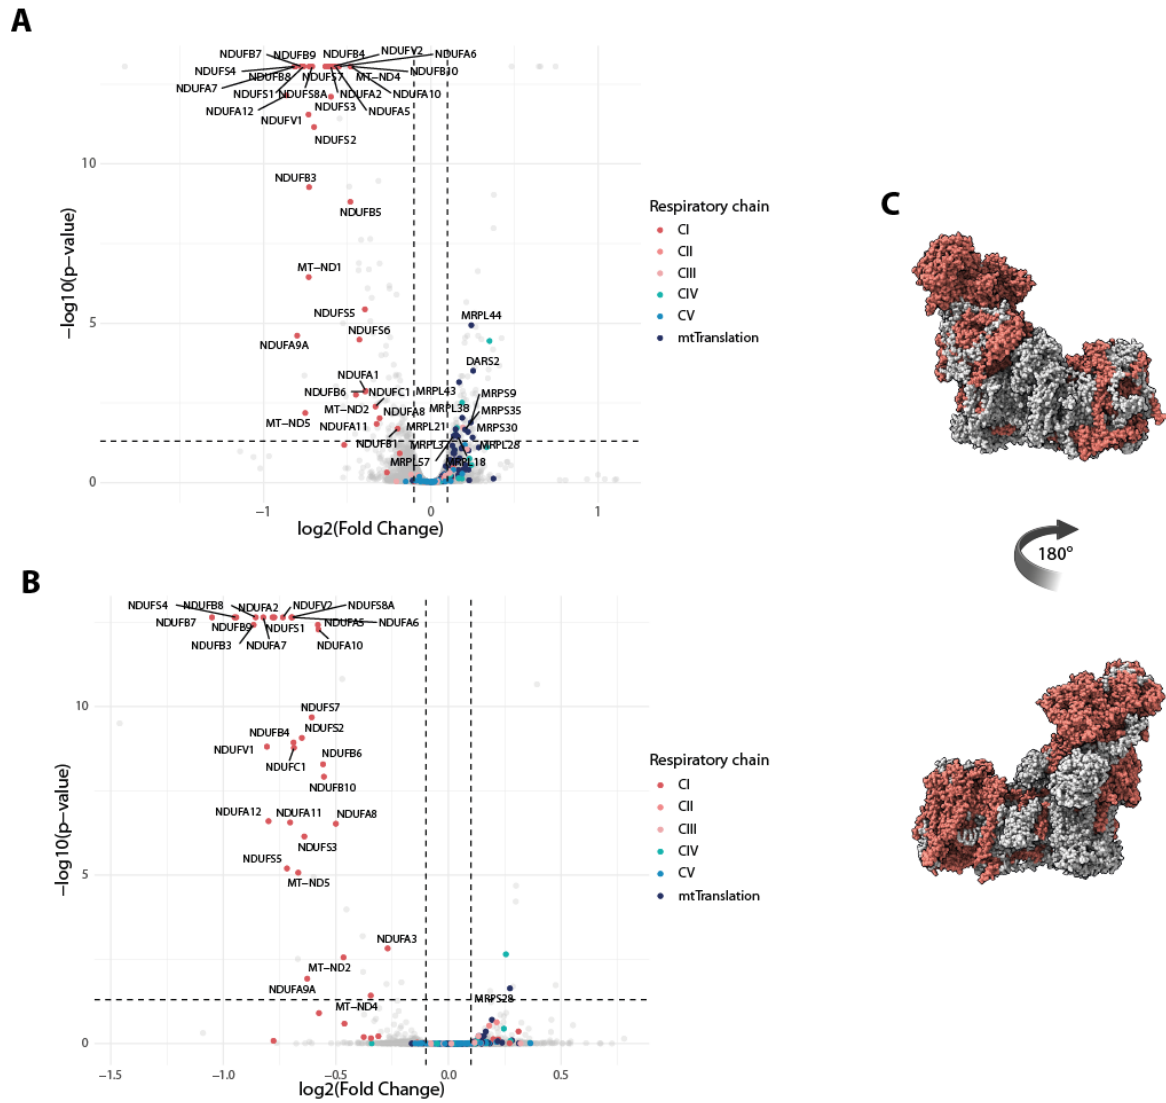 A
NDUFB7 NDUFB9 NDUFB4 NDUFV2 NDUFA6
NDUFS4 NDUFB8 NDUFS7 MT−ND4 NDUFB10
NDUFA7 NDUFS1 NDUFS8A NDUFA2 NDUFA10
NDUFA12 NDUFS3 NDUFA5
NDUFV1
NDUFS2
10
NDUFB3
NDUFB5
MT−ND1
NDUFS5
5
MRPL44
NDUFS6
NDUFA9A
DARS2
NDUFA1
NDUFB6 NDUFC1 MRPL43 MRPS9
MT−ND2 NDUFA8 MRPL38 MRPS35
MT−ND5 NDUFA11 MRPL21 MRPS30
NDUFB1 MRPL37 MRPL28
MRPL57 MRPL18
0
−1 0 1
log2(Fold Change)
−log10(p−value)
Respiratory chain
CI
CII
CIII
CIV
CV
mtTranslation
C
180°
B
NDUFS4 NDUFB8 NDUFA2 NDUFV2 NDUFS8A
NDUFB7 NDUFB9 NDUFS1 NDUFA5 NDUFA6
NDUFB3 NDUFA7 NDUFA10
10
NDUFS7
NDUFB4 NDUFS2
NDUFV1
NDUFC1 NDUFB6
NDUFB10
NDUFA12 NDUFA11 NDUFA8
NDUFS3
NDUFS5
5
MT−ND5
NDUFA3
MT−ND2
NDUFA9A
MT−ND4
MRPS28
0
−1.5 −1.0 −0.5 0.0 0.5
log2(Fold Change)
−log10(p−value)
Respiratory chain
CI
CII
CIII
CIV
CV
mtTranslation